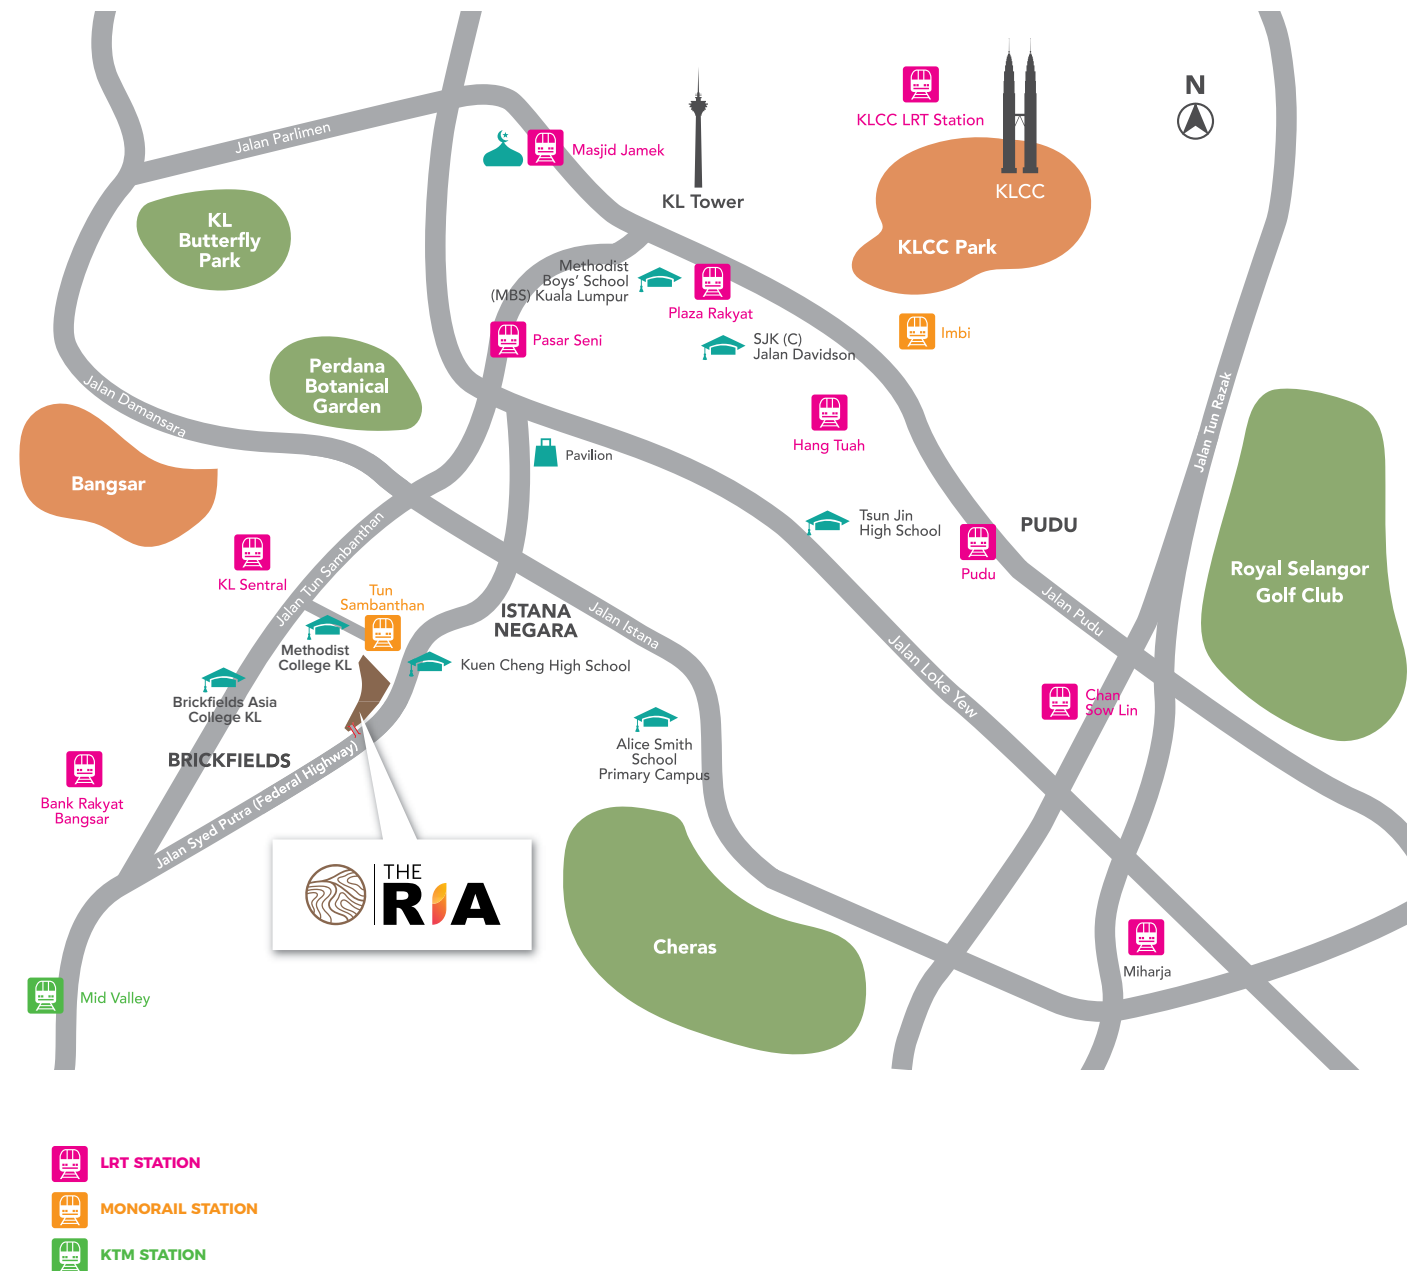 N
KLCC LRT Station
Jalan Parlimen
Masjid Jamek
KLCC
KL Tower
KL
Butterfly
Park
KLCC Park
Methodist
Boys' School
(MBS) Kuala Lumpur
Plaza Rakyat
Imbi
Pasar Seni
SJK (C)
Jalan Davidson
Perdana
Botanical
Garden
Jalan Damansara
Jalan Tun Razak
Hang Tuah
Pavilion
Bangsar
Tsun Jin
High School
PUDU
Pudu
Royal Selangor
Golf Club
KL Sentral
Jalan Tun Sambanthan
Tun
Sambanthan
ISTANA
NEGARA
Jalan Istana
Jalan Pudu
Methodist
College KL
Kuen Cheng High School
Jalan Loke Yew
Brickfields Asia
College KL
Chan
Sow Lin
Alice Smith
School
Primary Campus
BRICKFIELDS
Jalan Syed Putra (Federal Highway)
Bank Rakyat
Bangsar
THE
RIA
Cheras
Miharja
Mid Valley
LRT STATION
MONORAIL STATION
KTM STATION